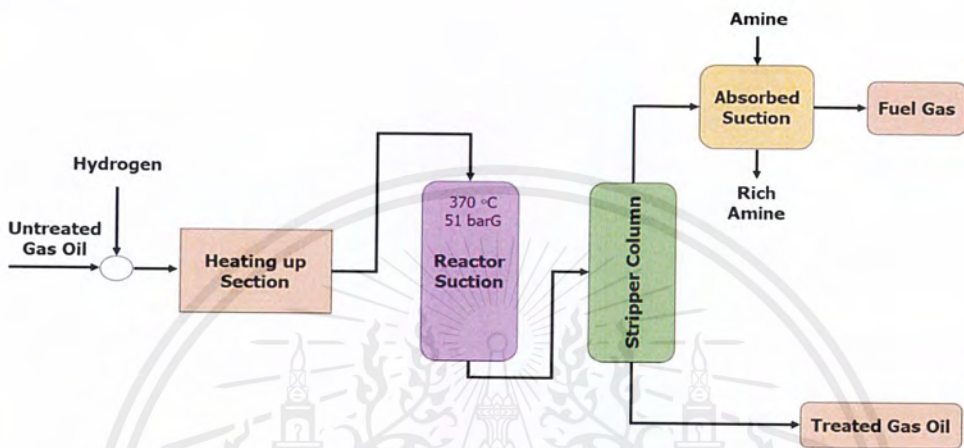 Amine
Absorbed
Suction
Fuel Gas
Rich
Amine
Hydrogen
Untreated
Gas Oil
Heating up
Section
370 °C
51 barG
Reactor
Suction
Stripper Column
Treated Gas Oil